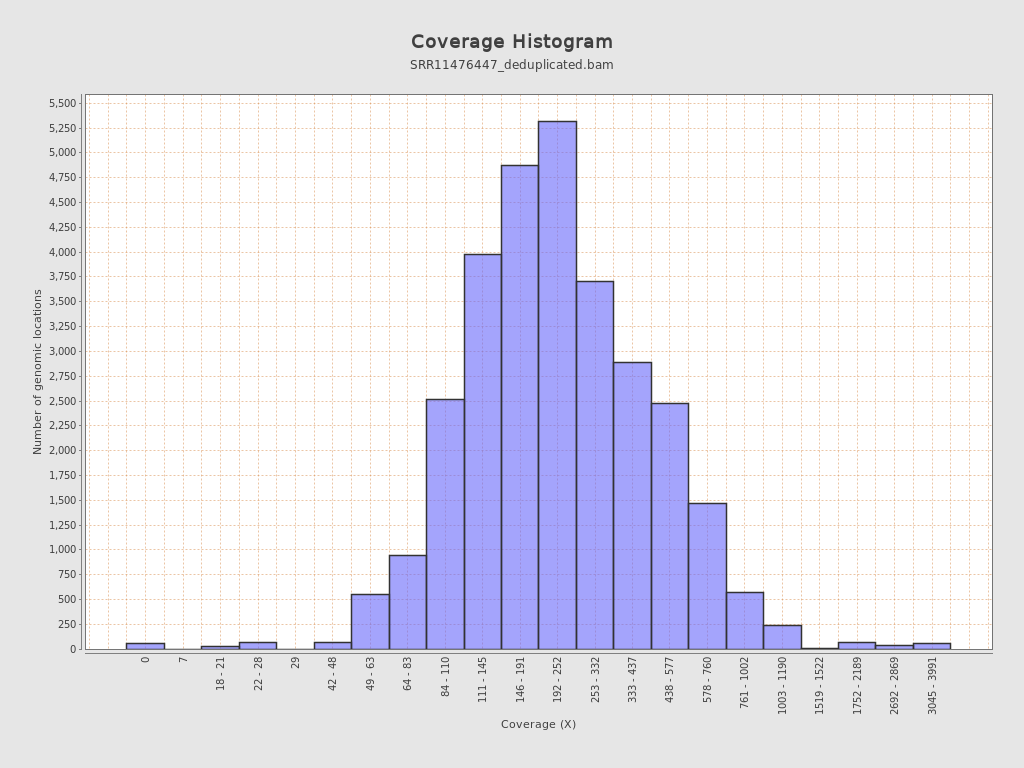 Coverage Histogram
SRR11476447_deduplicated.bam
Number of genomic locations
5,500
5,250
5,000
4,750
4,500
4,250
4,000
3,750
3,500
3,250
3,000
2,750
2,500
2,250
2,000
1,750
1,500
1,250
1,000
750
500
250
0
0
7
18 - 21
22 - 28
29
42 - 48
49 - 63
64 - 83
84 - 110
111 - 145
146 - 191
192 - 252
253 - 332
333 - 437
438 - 577
578 - 760
761 - 1002
1003 - 1190
1519 - 1522
1752 - 2189
2692 - 2869
3045 - 3991
Coverage (X)